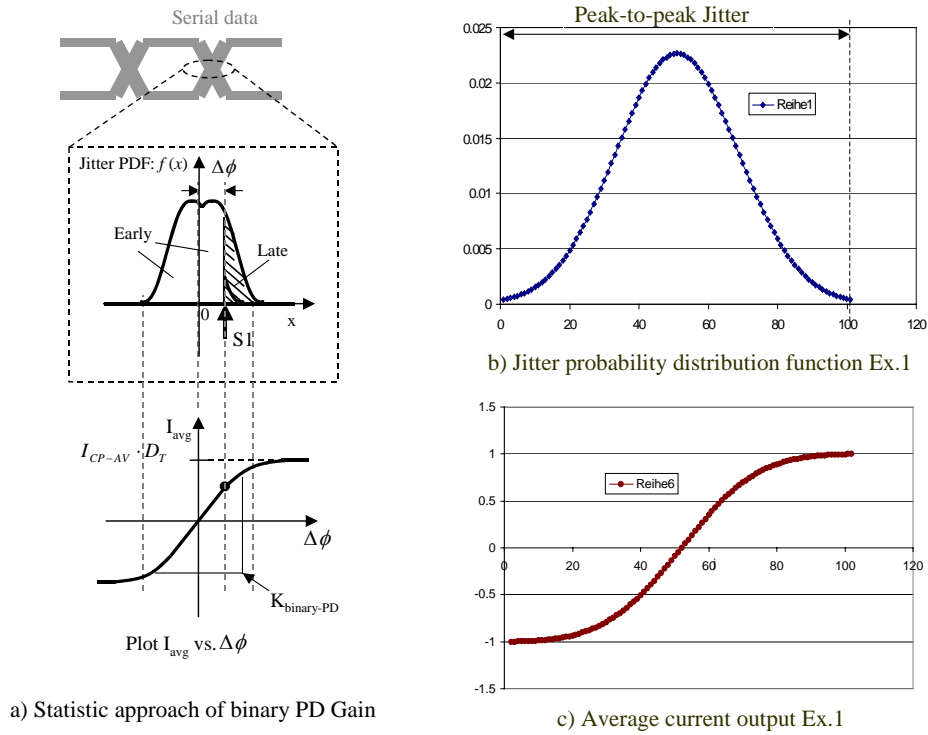 Serial data
Jitter PDF: f (x)
Δϕ
Early
Late
0
x
S1
I_avg
I_CP−AV · D_T
Δϕ
K_binary-PD
Plot I_avg vs. Δϕ
a) Statistic approach of binary PD Gain
Peak-to-peak Jitter
0.025
0.02
0.015
0.01
0.005
0
0 20 40 60 80 100 120
Reihe1
b) Jitter probability distribution function Ex.1
1.5
1
0.5
0
-0.5
-1
-1.5
0 20 40 60 80 100 120
Reihe6
c) Average current output Ex.1